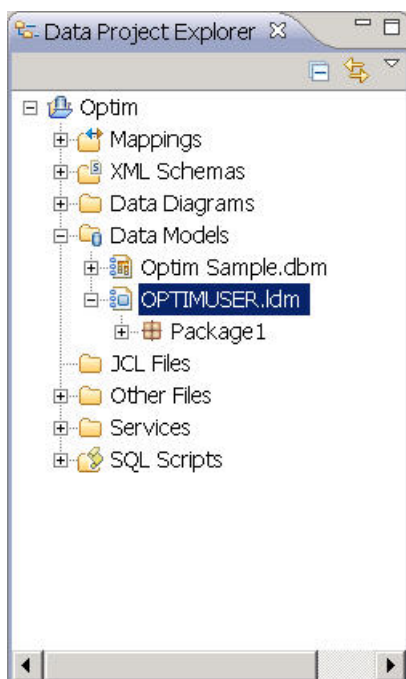 Data Project Explorer
Optim
Mappings
XML Schemas
Data Diagrams
Data Models
Optim Sample.dbm
OPTIMUSER.ldm
Package1
JCL Files
Other Files
Services
SQL Scripts